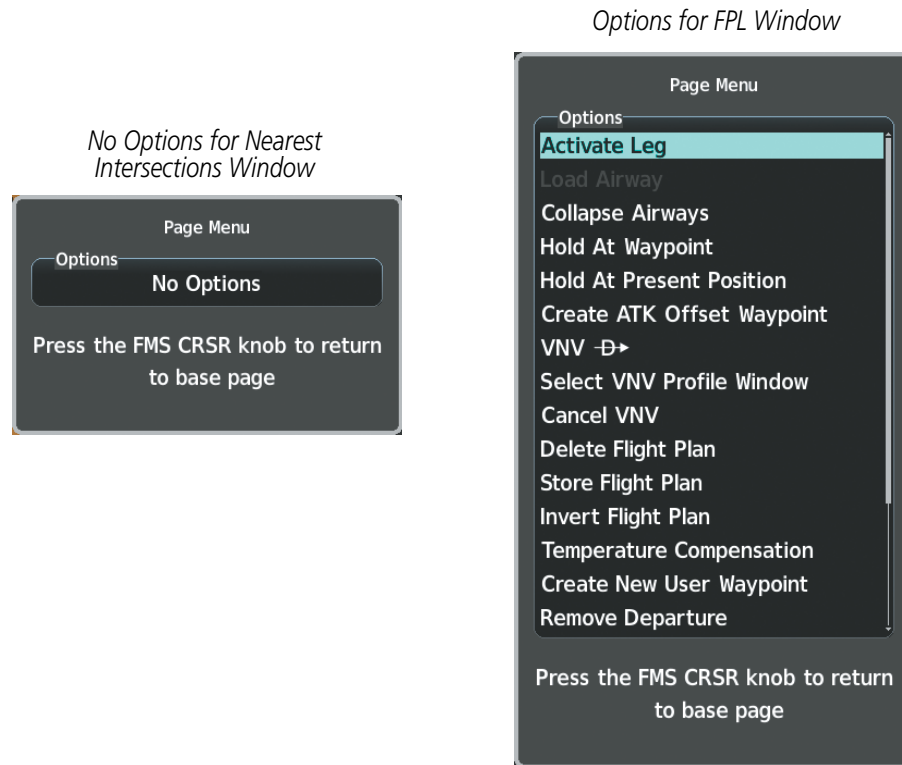 No Options for Nearest
Intersections Window
Page Menu
Options
No Options
Press the FMS CRSR knob to return
to base page
Options for FPL Window
Page Menu
Options
Activate Leg
Load Airway
Collapse Airways
Hold At Waypoint
Hold At Present Position
Create ATK Offset Waypoint
VNV
Select VNV Profile Window
Cancel VNV
Delete Flight Plan
Store Flight Plan
Invert Flight Plan
Temperature Compensation
Create New User Waypoint
Remove Departure
Press the FMS CRSR knob to return
to base page